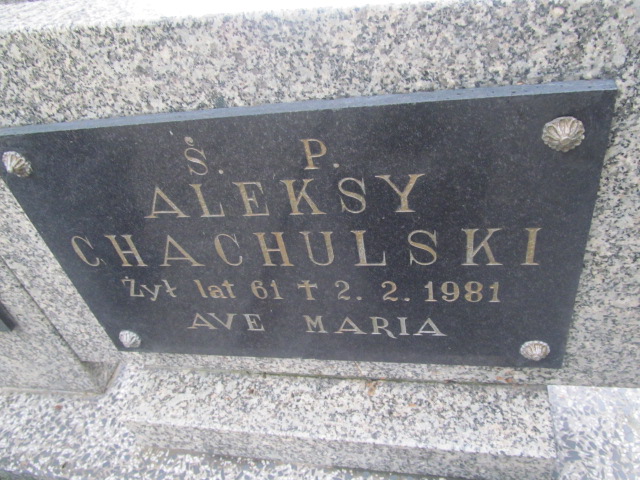 Ś. P.
ALEKSY
CHACHULSKI
Żył lat 61 † 2. 2. 1981
AVE MARIA